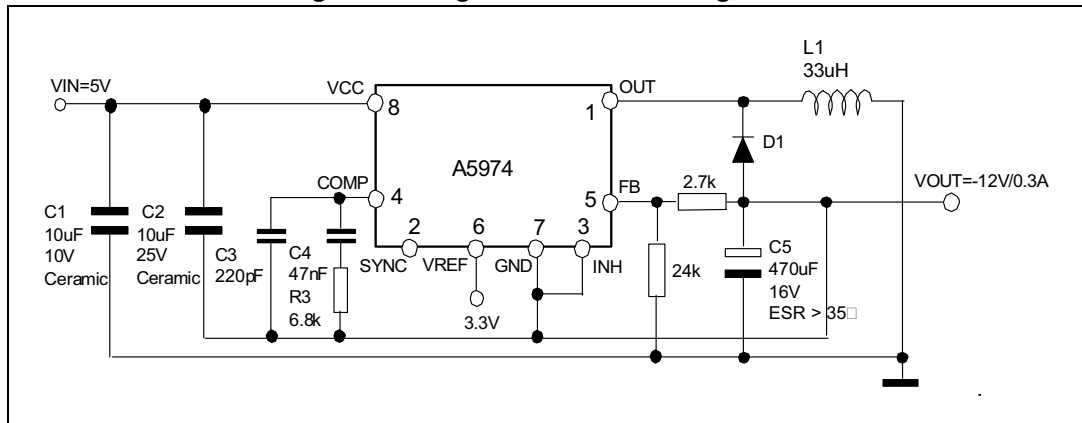 L1
33uH
VIN=5V
VCC
8
OUT
1
D1
A5974
COMP
4
5
FB
2.7k
VOUT=-12V/0.3A
C1
10uF
10V
Ceramic
C2
10uF
25V
Ceramic
C3
220pF
C4
47nF
R3
6.8k
2
SYNC
6
VREF
3.3V
7
GND
3
INH
24k
C5
470uF
16V
ESR > 35□